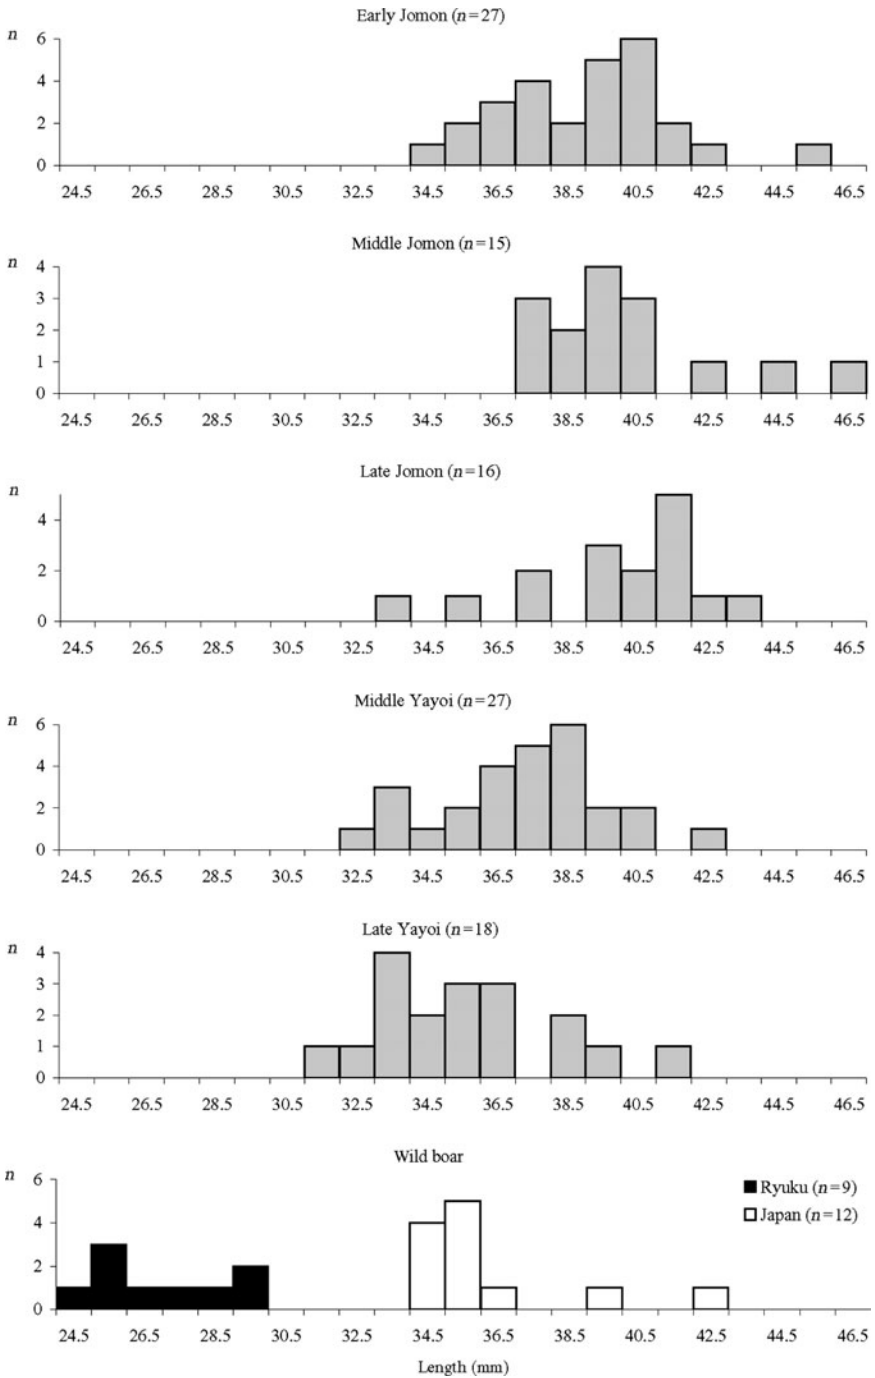 Early Jomon (n=27)
n
6
4
2
0
24.5 26.5 28.5 30.5 32.5 34.5 36.5 38.5 40.5 42.5 44.5 46.5
Middle Jomon (n=15)
n
4
3
2
1
0
24.5 26.5 28.5 30.5 32.5 34.5 36.5 38.5 40.5 42.5 44.5 46.5
Late Jomon (n=16)
n
4
2
0
24.5 26.5 28.5 30.5 32.5 34.5 36.5 38.5 40.5 42.5 44.5 46.5
Middle Yayoi (n=27)
n
6
4
2
0
24.5 26.5 28.5 30.5 32.5 34.5 36.5 38.5 40.5 42.5 44.5 46.5
Late Yayoi (n=18)
n
4
3
2
1
0
24.5 26.5 28.5 30.5 32.5 34.5 36.5 38.5 40.5 42.5 44.5 46.5
Wild boar
n
6
4
2
0
Ryuku (n=9)
Japan (n=12)
24.5 26.5 28.5 30.5 32.5 34.5 36.5 38.5 40.5 42.5 44.5 46.5
Length (mm)